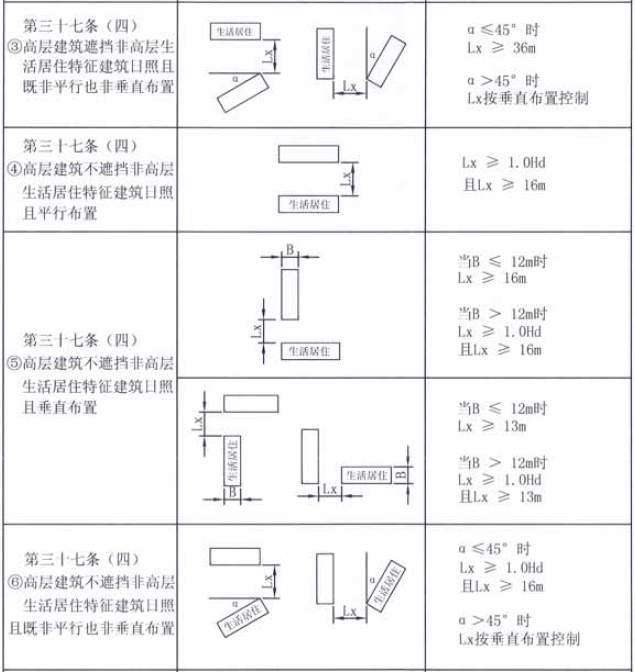 第三十七条（四）
③高层建筑遮挡非高层生
活居住特征建筑日照且
既非平行也非垂直布置
生活居住
Lx
α
生活居住
α
Lx
α ≤45° 时
Lx ≥ 36m
α >45° 时
Lx按垂直布置控制
第三十七条（四）
④高层建筑不遮挡非高层
生活居住特征建筑日照
且平行布置
Lx
生活居住
Lx ≥ 1.0Hd
且Lx ≥ 16m
第三十七条（四）
⑤高层建筑不遮挡非高层
生活居住特征建筑日照
且垂直布置
B
Lx
生活居住
当B ≤ 12m时
Lx ≥ 16m
当B > 12m时
Lx ≥ 1.0Hd
且Lx ≥ 16m
Lx
生活居住
B
Lx
生活居住
B
当B ≤ 12m时
Lx ≥ 13m
当B > 12m时
Lx ≥ 1.0Hd
且Lx ≥ 13m
第三十七条（四）
⑥高层建筑不遮挡非高层
生活居住特征建筑日照
且既非平行也非垂直布置
Lx
α
生活居住
α
生活居住
Lx
α ≤45° 时
Lx ≥ 1.0Hd
且Lx ≥ 16m
α >45° 时
Lx按垂直布置控制